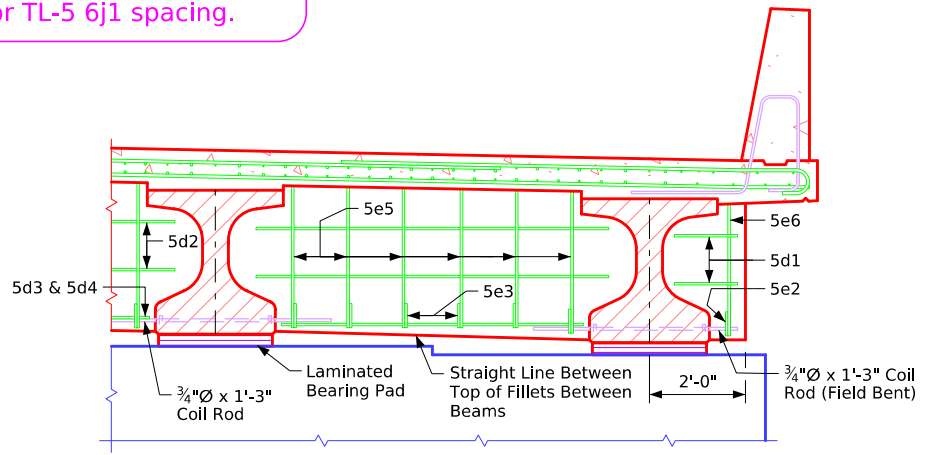 or TL-5 6j1 spacing.
5e5
5e6
5d2
5d1
5d3 & 5d4
5e3
5e2
¾"Ø x 1'-3"
Coil Rod
Laminated
Bearing Pad
Straight Line Between
Top of Fillets Between
Beams
2'-0"
¾"Ø x 1'-3" Coil
Rod (Field Bent)